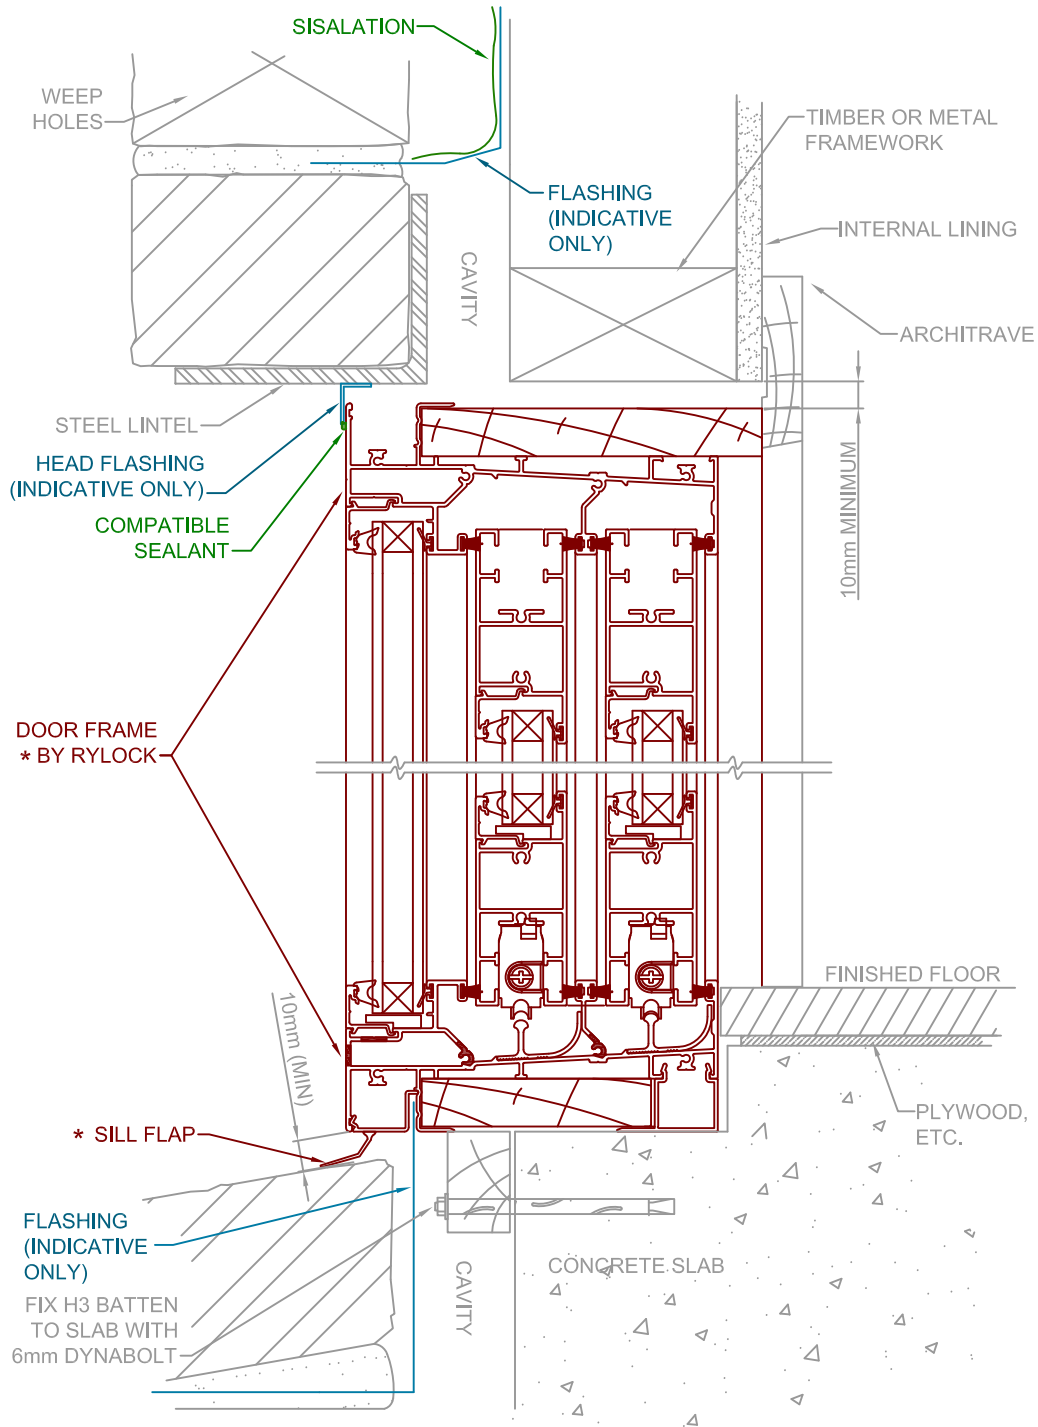 SISALATION
WEEP
HOLES
TIMBER OR METAL
FRAMEWORK
FLASHING
(INDICATIVE
ONLY)
INTERNAL LINING
CAVITY
ARCHITRAVE
STEEL LINTEL
HEAD FLASHING
(INDICATIVE ONLY)
10mm MINIMUM
COMPATIBLE
SEALANT
DOOR FRAME
* BY RYLOCK
FINISHED FLOOR
10mm (MIN)
* SILL FLAP
PLYWOOD,
ETC.
FLASHING
(INDICATIVE
ONLY)
CONCRETE SLAB
CAVITY
FIX H3 BATTEN
TO SLAB WITH
6mm DYNABOLT